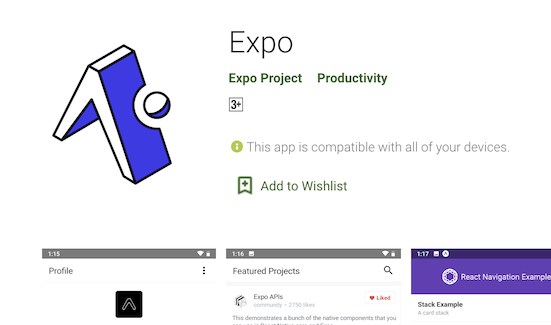 Expo
Expo Project Productivity
3+
This app is compatible with all of your devices.
Add to Wishlist
1:15
Profile
1:16
Featured Projects
Expo APIs
community · 2750 likes
Liked
This demonstrates a bunch of the native components that
1:17
React Navigation Example
Stack Example
A card stack